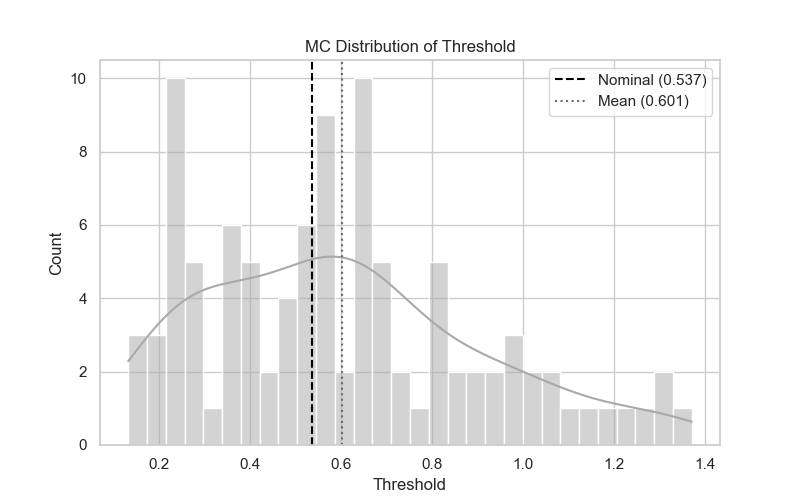 MC Distribution of Threshold
Nominal (0.537)
Mean (0.601)
Count
10
8
6
4
2
0
0.2 0.4 0.6 0.8 1.0 1.2 1.4
Threshold